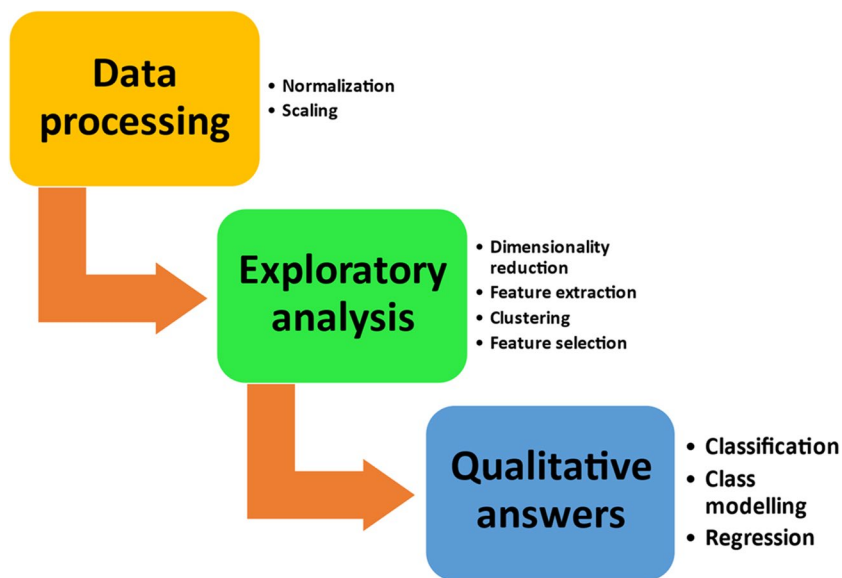 Data
processing
• Normalization
• Scaling
Exploratory
analysis
• Dimensionality
reduction
• Feature extraction
• Clustering
• Feature selection
Qualitative
answers
• Classification
• Class
modelling
• Regression